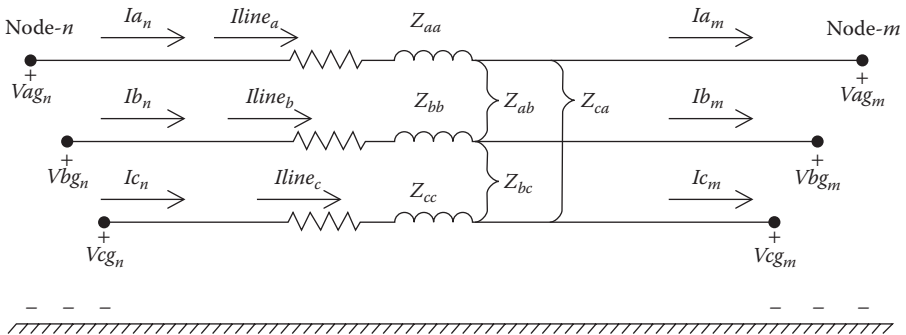 Node-n
Ia_n
Iline_a
Z_aa
Ia_m
Node-m
+
Vag_n
Ib_n
Iline_b
Z_bb
Z_ab
Z_ca
Ib_m
+
Vag_m
+
Vbg_n
Ic_n
Iline_c
Z_cc
Z_bc
Ic_m
+
Vbg_m
+
Vcg_n
+
Vcg_m
– – –
– – –